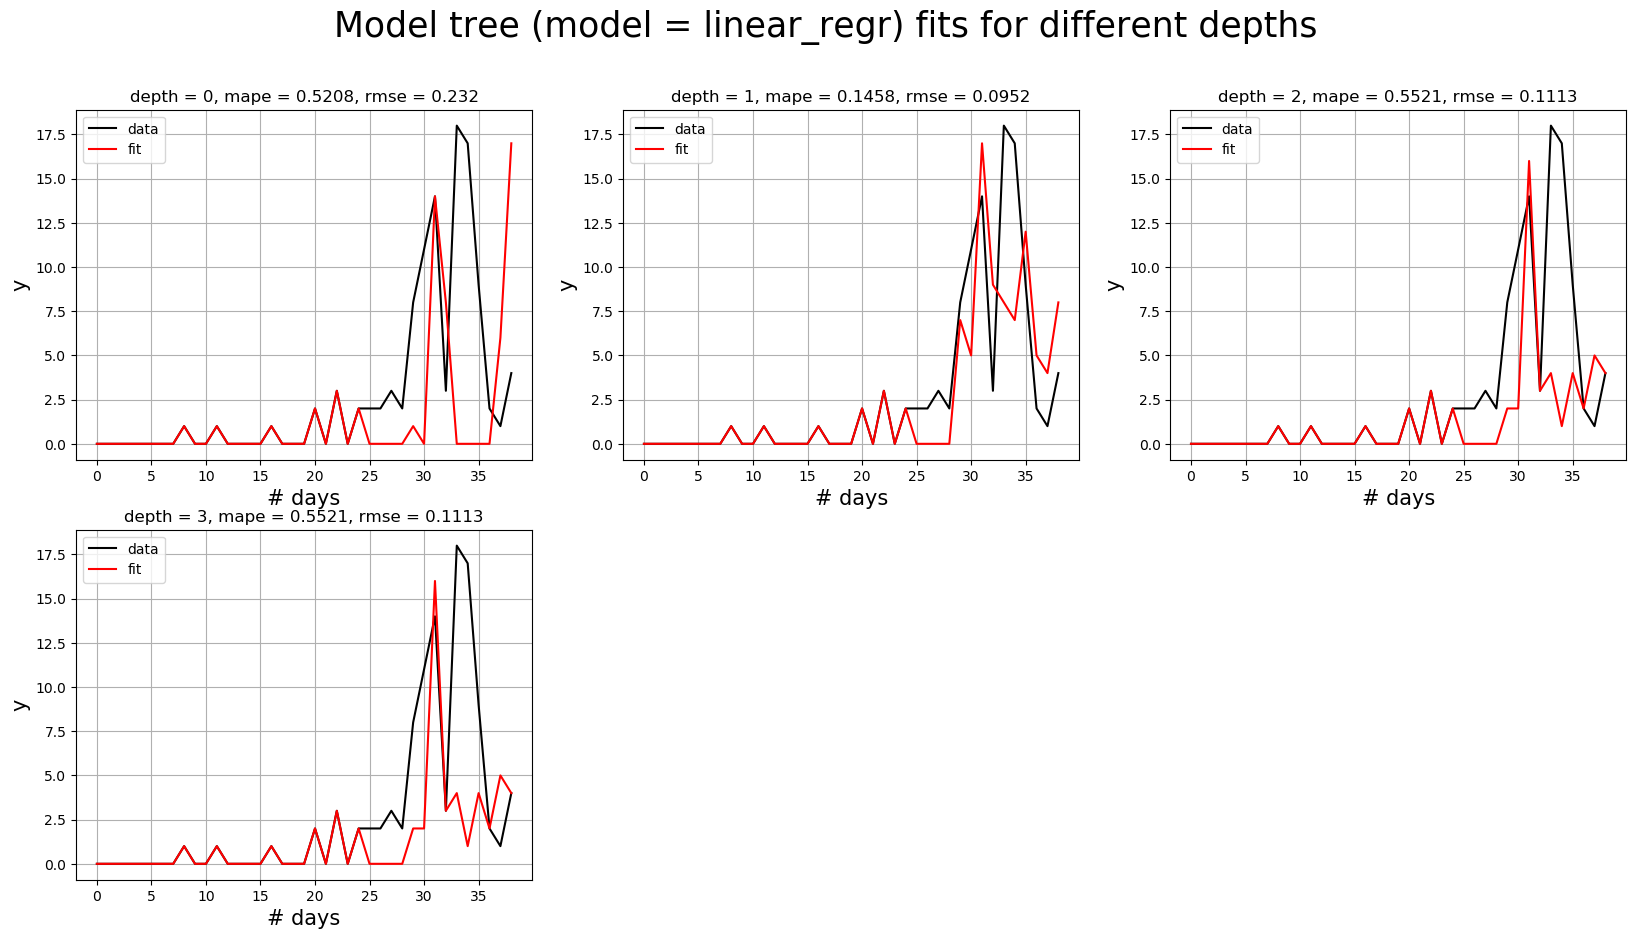 Model tree (model = linear_regr) fits for different depths
depth = 0, mape = 0.5208, rmse = 0.232
data
fit
17.5
15.0
12.5
10.0
7.5
5.0
2.5
0.0
y
0 5 10 15 20 25 30 35
# days
depth = 1, mape = 0.1458, rmse = 0.0952
data
fit
17.5
15.0
12.5
10.0
7.5
5.0
2.5
0.0
y
0 5 10 15 20 25 30 35
# days
depth = 2, mape = 0.5521, rmse = 0.1113
data
fit
17.5
15.0
12.5
10.0
7.5
5.0
2.5
0.0
y
0 5 10 15 20 25 30 35
# days
depth = 3, mape = 0.5521, rmse = 0.1113
data
fit
17.5
15.0
12.5
10.0
7.5
5.0
2.5
0.0
y
0 5 10 15 20 25 30 35
# days